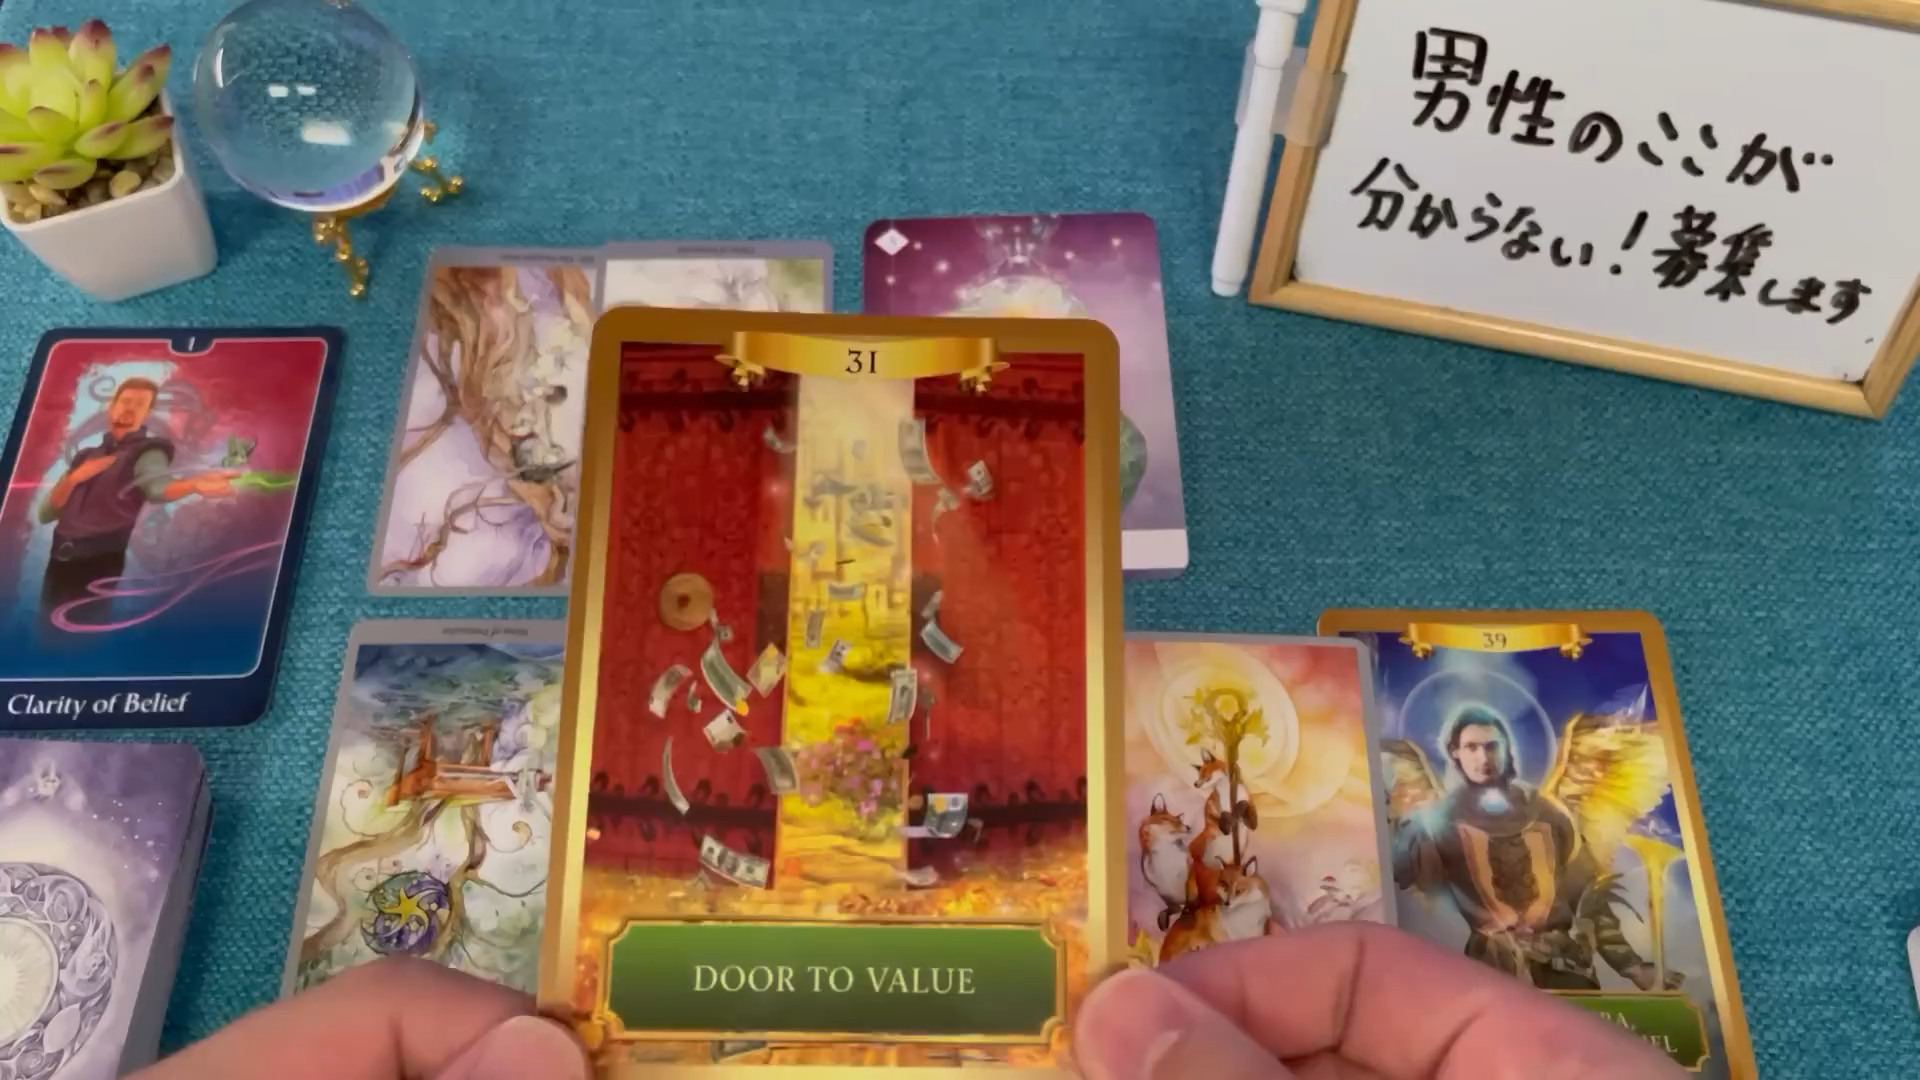 男性のここが
分からない！募集します
31
DOOR TO VALUE
1
Clarity of Belief
39